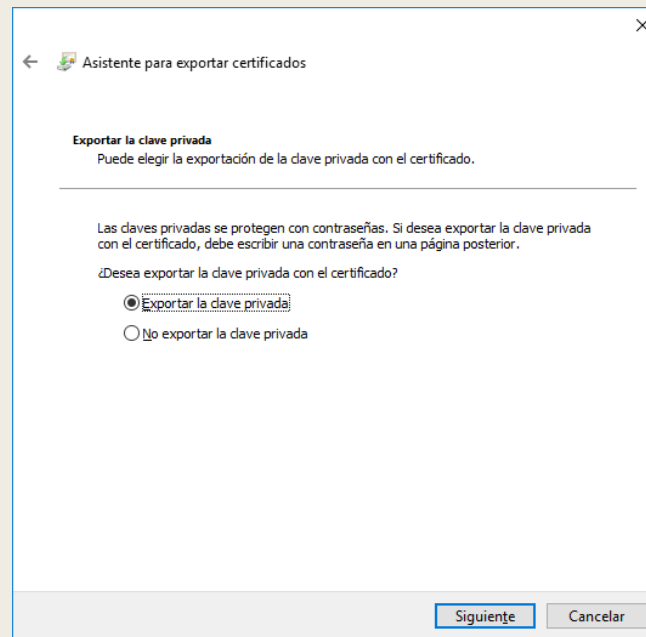 Asistente para exportar certificados
Exportar la clave privada
Puede elegir la exportación de la clave privada con el certificado.
Las claves privadas se protegen con contraseñas. Si desea exportar la clave privada
con el certificado, debe escribir una contraseña en una página posterior.
¿Desea exportar la clave privada con el certificado?
Exportar la clave privada
No exportar la clave privada
Siguiente
Cancelar